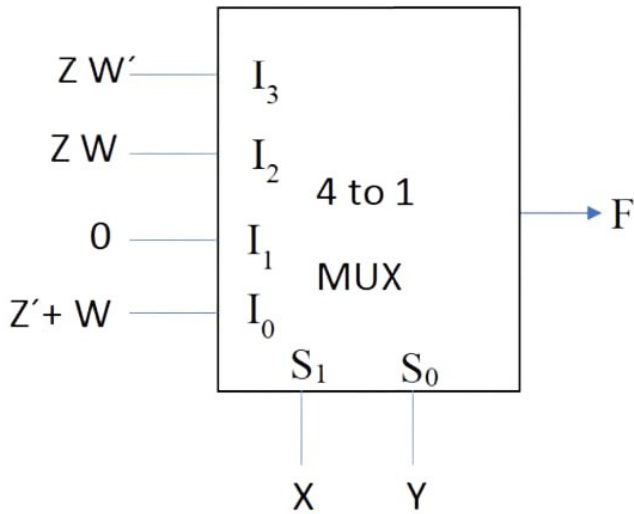 Z W´ I₃
Z W I₂
4 to 1
F
0 I₁
MUX
Z´+ W I₀
S₁ S₀
X Y